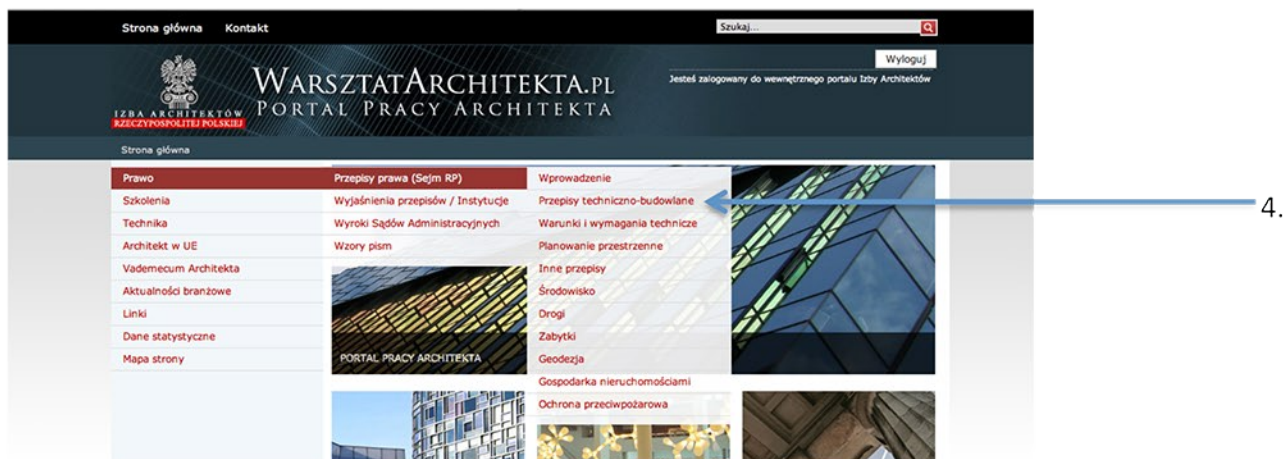 Strona główna Kontakt
Szukaj...
Wyloguj
Jesteś zalogowany do wewnętrznego portalu Izby Architektów
WARSZTATARCHITEKTA.PL
PORTAL PRACY ARCHITEKTA
IZBA ARCHITEKTÓW
RZECZYPOSPOLITEJ POLSKIEJ
Strona główna
Prawo
Szkolenia
Technika
Architekt w UE
Vademecum Architekta
Aktualności branżowe
Linki
Dane statystyczne
Mapa strony
Przepisy prawa (Sejm RP)
Wyjaśnienia przepisów / Instytucje
Wyroki Sądów Administracyjnych
Wzory pism
PORTAL PRACY ARCHITEKTA
Wprowadzenie
Przepisy techniczno-budowlane
Warunki i wymagania technicze
Planowanie przestrzenne
Inne przepisy
Środowisko
Drogi
Zabytki
Geodezja
Gospodarka nieruchomościami
Ochrona przeciwpożarowa
4.